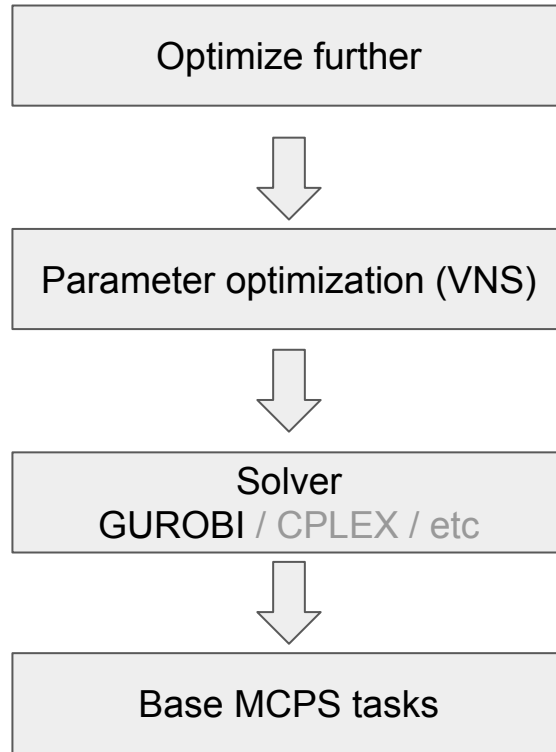 Optimize further
Parameter optimization (VNS)
Solver
GUROBI / CPLEX / etc
Base MCPS tasks